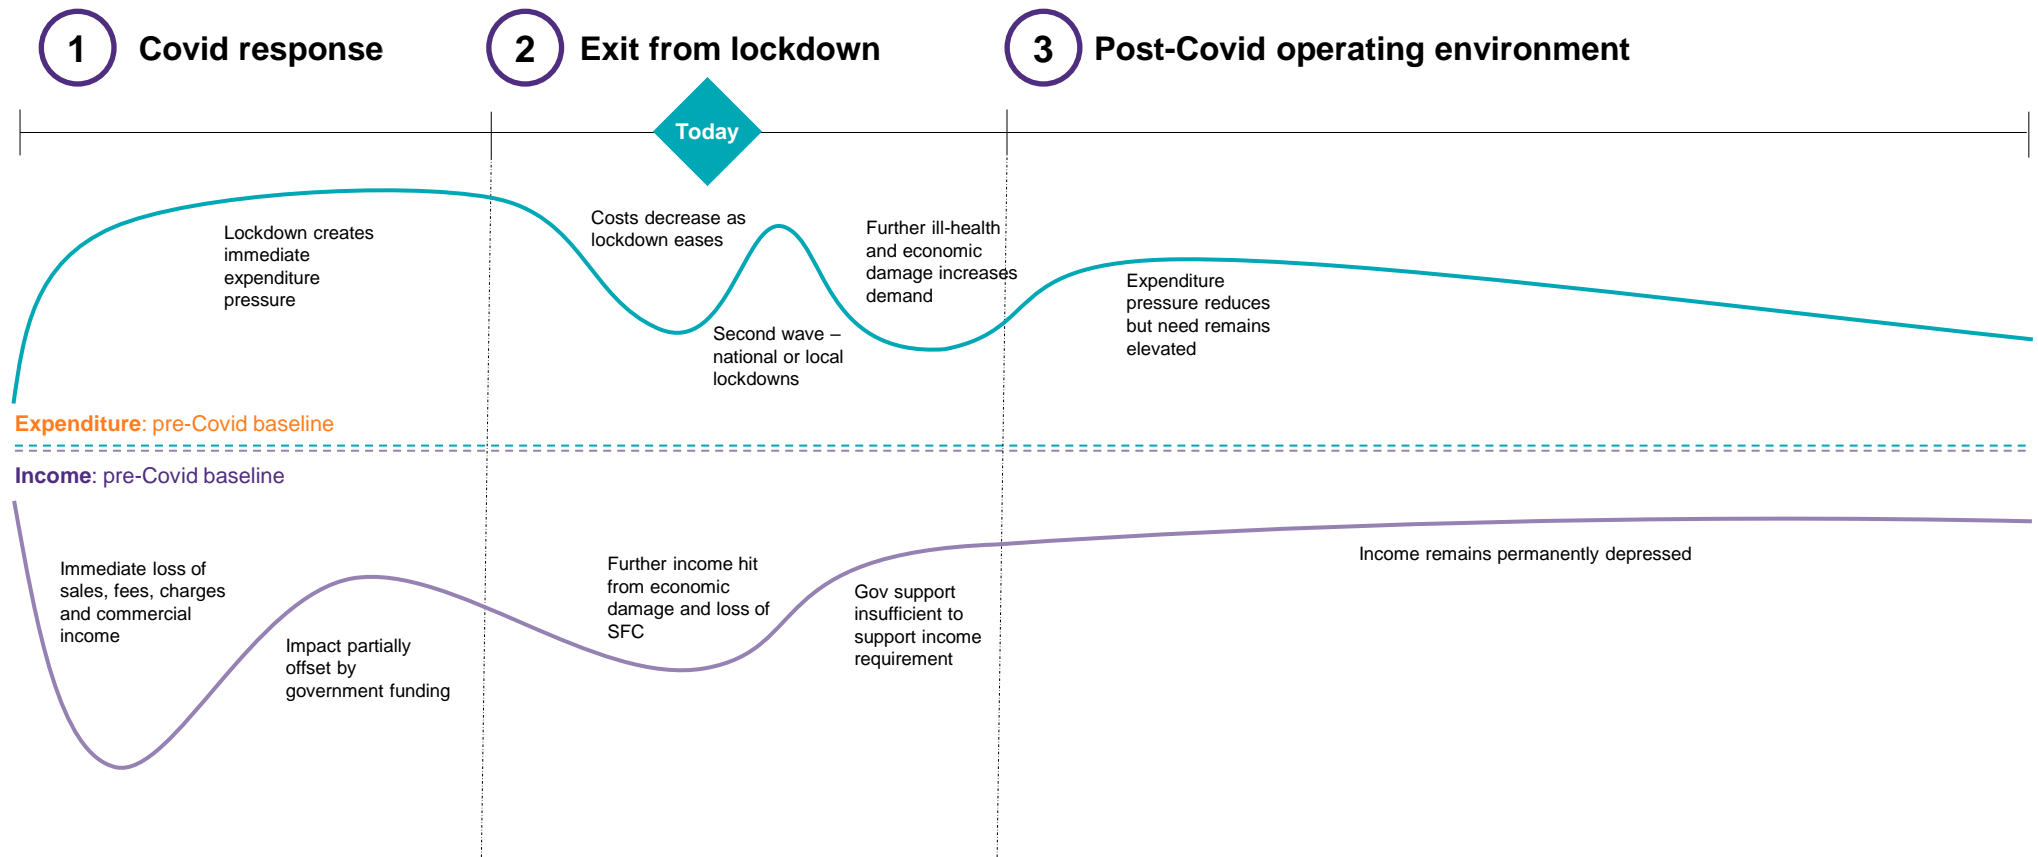 1
Covid response
2
Exit from lockdown
3
Post-Covid operating environment
Today
Lockdown creates
immediate
expenditure
pressure
Costs decrease as
lockdown eases
Second wave –
national or local
lockdowns
Further ill-health
and economic
damage increases
demand
Expenditure
pressure reduces
but need remains
elevated
Expenditure: pre-Covid baseline
Income: pre-Covid baseline
Immediate loss of
sales, fees, charges
and commercial
income
Impact partially
offset by
government funding
Further income hit
from economic
damage and loss of
SFC
Gov support
insufficient to
support income
requirement
Income remains permanently depressed